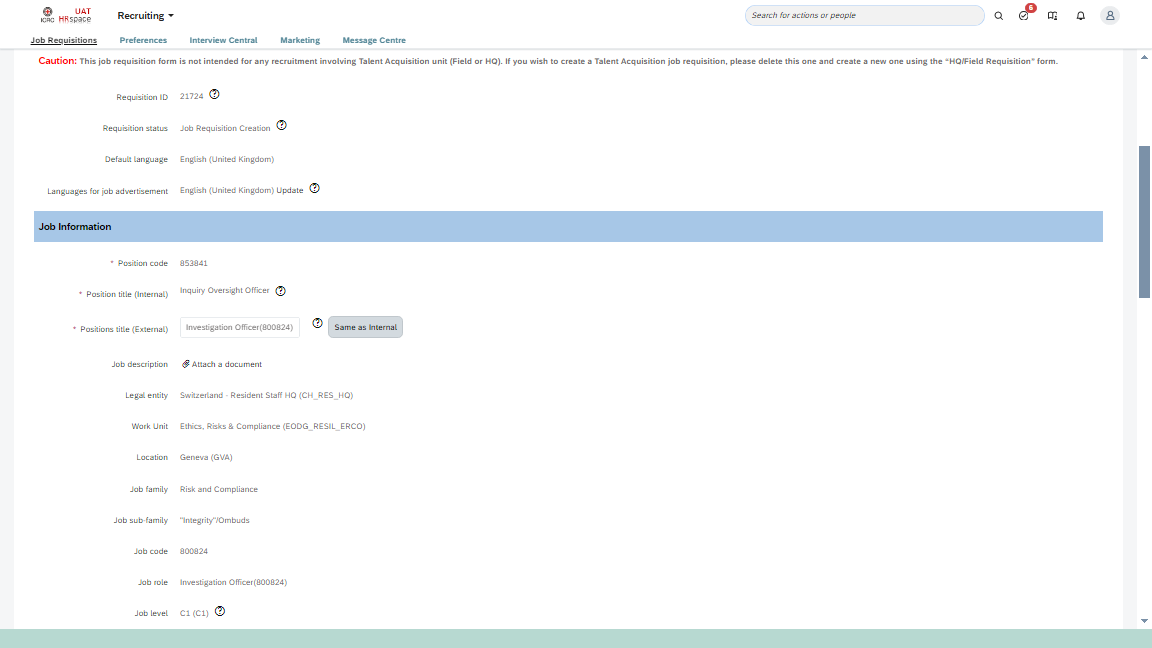 ICRC UAT HRspace Recruiting Search for actions or people 6
Job Requisitions Preferences Interview Central Marketing Message Centre
Caution: This job requisition form is not intended for any recruitment involving Talent Acquisition unit (Field or HQ). If you wish to create a Talent Acquisition job requisition, please delete this one and create a new one using the “HQ/Field Requisition” form.
Requisition ID 21724
Requisition status Job Requisition Creation
Default language English (United Kingdom)
Languages for job advertisement English (United Kingdom) Update
Job Information
* Position code 853841
* Position title (Internal) Inquiry Oversight Officer
* Positions title (External) Investigation Officer(800824) Same as Internal
Job description Attach a document
Legal entity Switzerland - Resident Staff HQ (CH_RES_HQ)
Work Unit Ethics, Risks & Compliance (EODG_RESIL_ERCO)
Location Geneva (GVA)
Job family Risk and Compliance
Job sub-family "Integrity"/Ombuds
Job code 800824
Job role Investigation Officer(800824)
Job level C1 (C1)